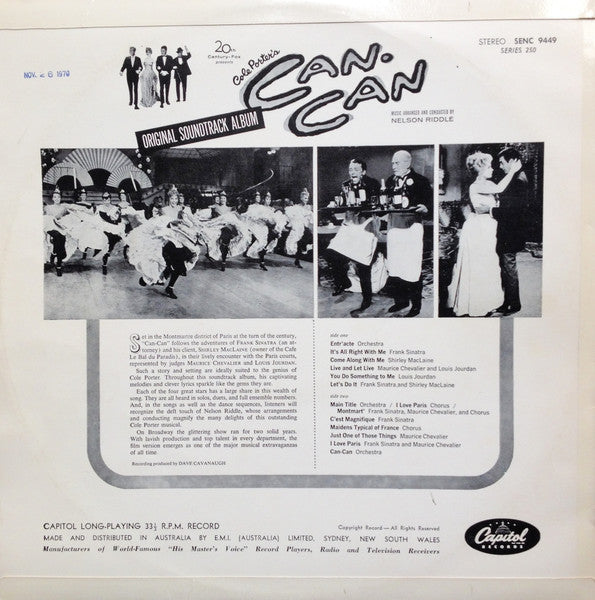 NOV. 2 6 1970
20th
Century-Fox
presents
Cole Porter's
CAN-
CAN
ORIGINAL SOUNDTRACK ALBUM
STEREO SENC 9449
SERIES 250
MUSIC ARRANGED AND CONDUCTED BY
NELSON RIDDLE
Set in the Montmartre district of Paris at the turn of the century,
"Can-Can" follows the adventures of FRANK SINATRA (an at-
torney) and his client, SHIRLEY MACLAINE (owner of the Cafe
Le Bal du Paradis), in their lively encounter with the Paris courts,
represented by judges MAURICE CHEVALIER and LOUIS JOURDAN.
Such a story and setting are ideally suited to the genius of
Cole Porter. Throughout this soundtrack album, his captivating
melodies and clever lyrics sparkle like the gems they are.
Each of the four great stars has a large share in this wealth of
song. They are all heard in solos, duets, and full ensemble numbers.
And, in the songs as well as the dance sequences, listeners will
recognize the deft touch of Nelson Riddle, whose arrangements
and conducting magnify the many delights of this outstanding
Cole Porter musical.
On Broadway the glittering show ran for two solid years.
With lavish production and top talent in every department, the
film version emerges as one of the major musical extravaganzas
of all time.
Recording produced by DAVE CAVANAUGH
side one
Entr'acte Orchestra
It's All Right With Me Frank Sinatra
Come Along With Me Shirley MacLaine
Live and Let Live Maurice Chevalier and Louis Jourdan
You Do Something to Me Louis Jourdan
Let's Do It Frank Sinatra and Shirley MacLaine
side two
Main Title Orchestra / I Love Paris Chorus /
Montmart' Frank Sinatra, Maurice Chevalier, and Chorus
C'est Magnifique Frank Sinatra
Maidens Typical of France Chorus
Just One of Those Things Maurice Chevalier
I Love Paris Frank Sinatra and Maurice Chevalier
Can-Can Orchestra
CAPITOL LONG-PLAYING 33⅓ R.P.M. RECORD
Copyright Record—All Rights Reserved
MADE AND DISTRIBUTED IN AUSTRALIA BY E.M.I. (AUSTRALIA) LIMITED, SYDNEY, NEW SOUTH WALES
Manufacturers of World-Famous "His Master's Voice" Record Players, Radio and Television Receivers
Capitol
RECORDS